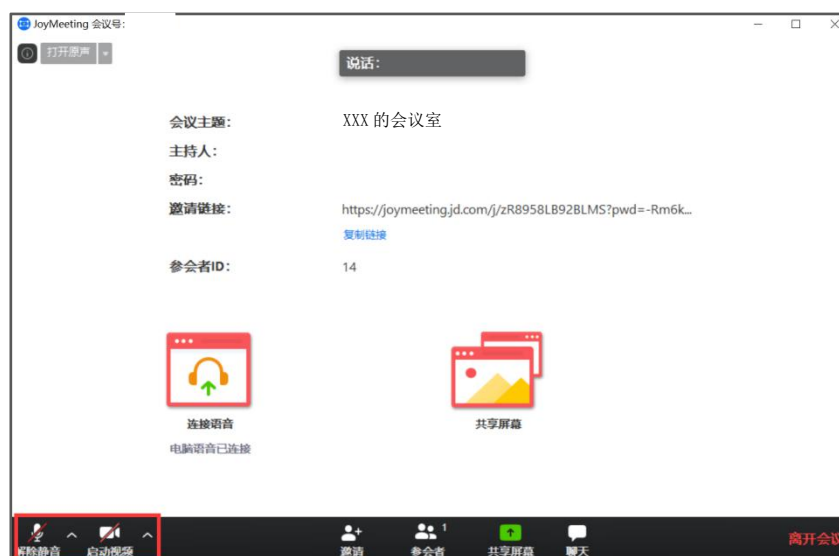 JoyMeeting 会议号:
打开原声
说话:
会议主题: XXX 的会议室
主持人:
密码:
邀请链接: https://joymeeting.jd.com/j/zR8958LB92BLMS?pwd=-Rm6k...
复制链接
参会者ID: 14
连接语音 共享屏幕
电脑语音已连接
1
解除静音 启动视频 邀请 参会者 共享屏幕 聊天 离开会议